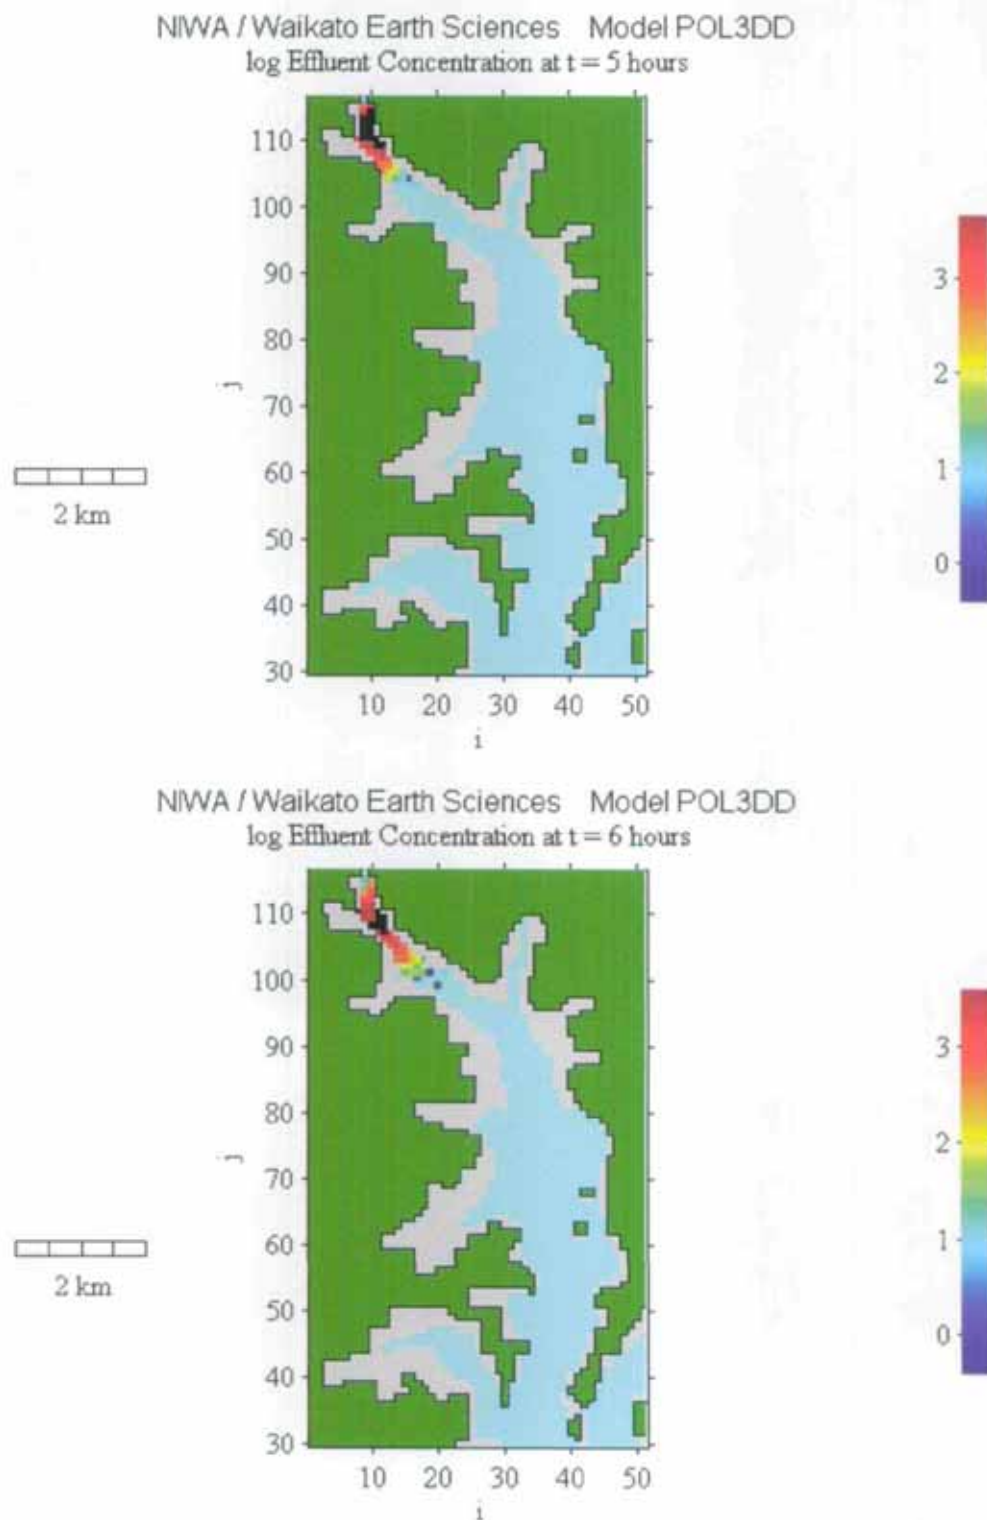 NIWA / Waikato Earth Sciences Model POL3DD
log Effluent Concentration at t = 5 hours
110
100
90
80
70
60
50
40
30
j
10 20 30 40 50
i
2 km
3
2
1
0
NIWA / Waikato Earth Sciences Model POL3DD
log Effluent Concentration at t = 6 hours
110
100
90
80
70
60
50
40
30
j
10 20 30 40 50
i
2 km
3
2
1
0